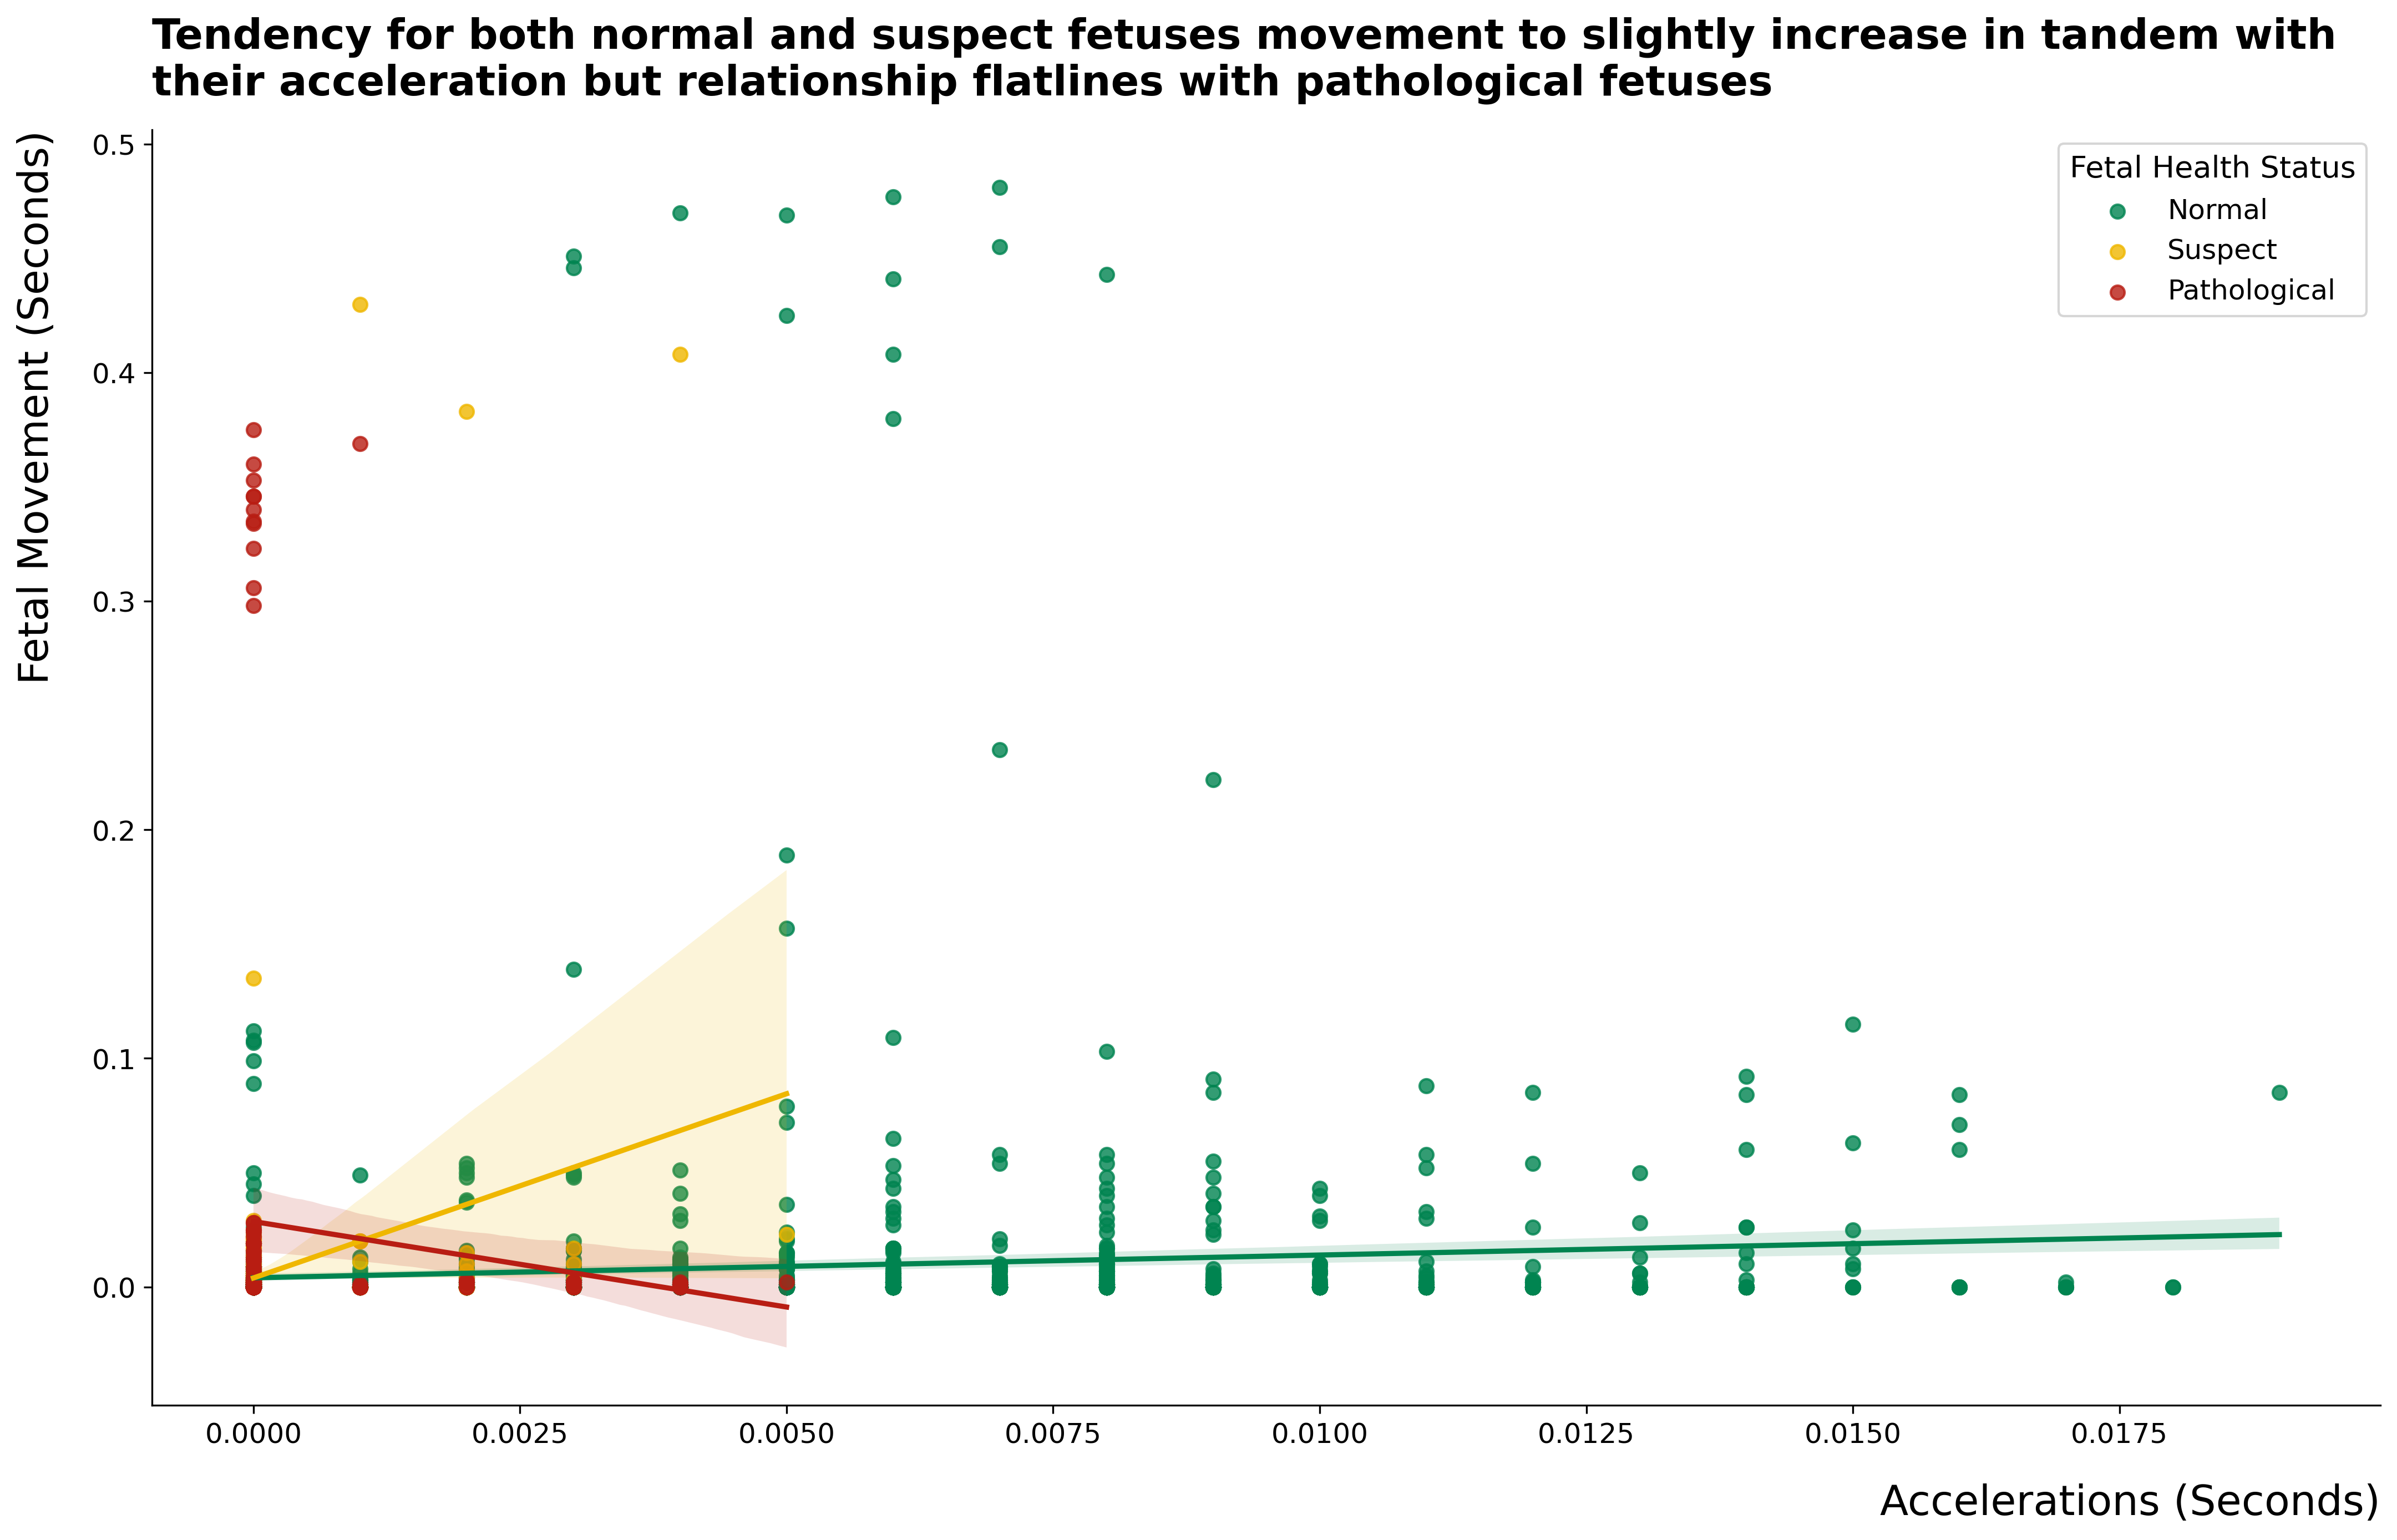 Tendency for both normal and suspect fetuses movement to slightly increase in tandem with
their acceleration but relationship flatlines with pathological fetuses
Fetal Movement (Seconds)
0.5
0.4
0.3
0.2
0.1
0.0
Fetal Health Status
Normal
Suspect
Pathological
0.0000
0.0025
0.0050
0.0075
0.0100
0.0125
0.0150
0.0175
Accelerations (Seconds)